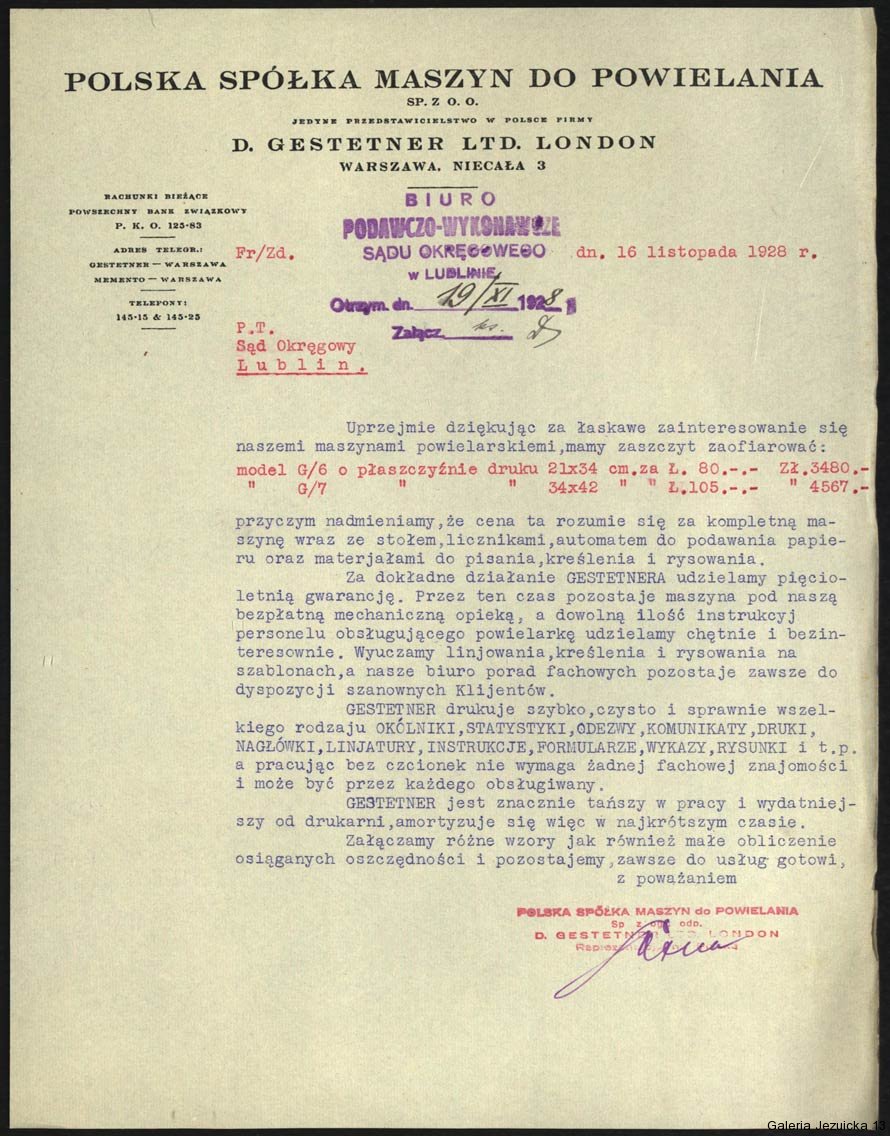 POLSKA SPÓŁKA MASZYN DO POWIELANIA
SP. Z O. O.
JEDYNE PRZEDSTAWICIELSTWO W POLSCE FIRMY
D. GESTETNER LTD. LONDON
WARSZAWA, NIECAŁA 3
RACHUNKI BIEŻĄCE
POWSZECHNY BANK ZWIĄZKOWY
P. K. O. 125-83
ADRES TELEGR.:
GESTETNER — WARSZAWA
MEMENTO — WARSZAWA
TELEFONY:
145-15 & 145-25
BIURO
PODAWCZO-WYKONAWCZE
SĄDU OKRĘGOWEGO
w LUBLINIE
Otrzym. dn. 19/XI 1928 r
Załącz.
Fr/Zd.
dn. 16 listopada 1928 r.
P.T.
Sąd Okręgowy
Lublin.
Uprzejmie dziękując za łaskawe zainteresowanie się
naszemi maszynami powielarskiemi,mamy zaszczyt zaofiarować:
model G/6 o płaszczyźnie druku 21x34 cm.za Ł. 80.-.- Zł.3480.-
" G/7 " " 34x42 " " Ł.105.-.- " 4567.-
przyczym nadmieniamy,że cena ta rozumie się za kompletną ma-
szynę wraz ze stołem,licznikami,automatem do podawania papie-
ru oraz materjałami do pisania,kreślenia i rysowania.
Za dokładne działanie GESTETNERA udzielamy pięcio-
letnią gwarancję. Przez ten czas pozostaje maszyna pod naszą
bezpłatną mechaniczną opieką, a dowolną ilość instrukcyj
personelu obsługującego powielarkę udzielamy chętnie i bezin-
teresownie. Wyuczamy linjowania,kreślenia i rysowania na
szablonach,a nasze biuro porad fachowych pozostaje zawsze do
dyspozycji szanownych Klijentów.
GESTETNER drukuje szybko,czysto i sprawnie wszel-
kiego rodzaju OKÓLNIKI,STATYSTYKI,ODEZWY,KOMUNIKATY,DRUKI,
NAGŁÓWKI,LINJATURY,INSTRUKCJE,FORMULARZE,WYKAZY,RYSUNKI i t.p.
a pracując bez czcionek nie wymaga żadnej fachowej znajomości
i może być przez każdego obsługiwany.
GESTETNER jest znacznie tańszy w pracy i wydatniej-
szy od drukarni,amortyzuje się więc w najkrótszym czasie.
Załączamy różne wzory jak również małe obliczenie
osiąganych oszczędności i pozostajemy,zawsze do usług gotowi,
z poważaniem
POLSKA SPÓŁKA MASZYN do POWIELANIA
Sp z ogr odp.
D. GESTETNER LTD. LONDON
Galeria Jezuicka 13